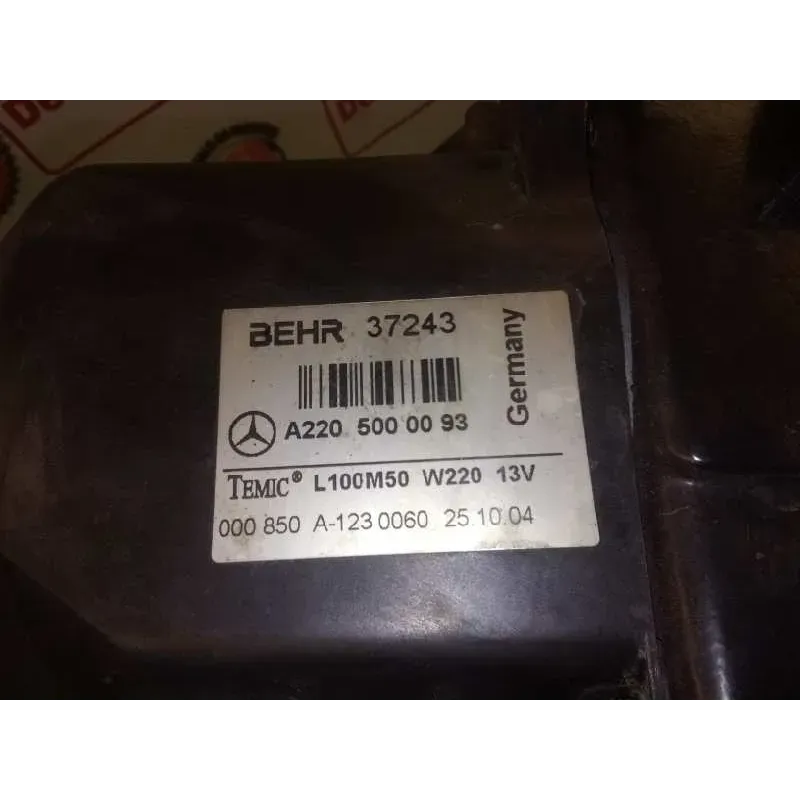 BEHR 37243
Germany
A220 500 00 93
TEMIC® L100M50 W220 13V
000 850 A-123 0060 25.10.04